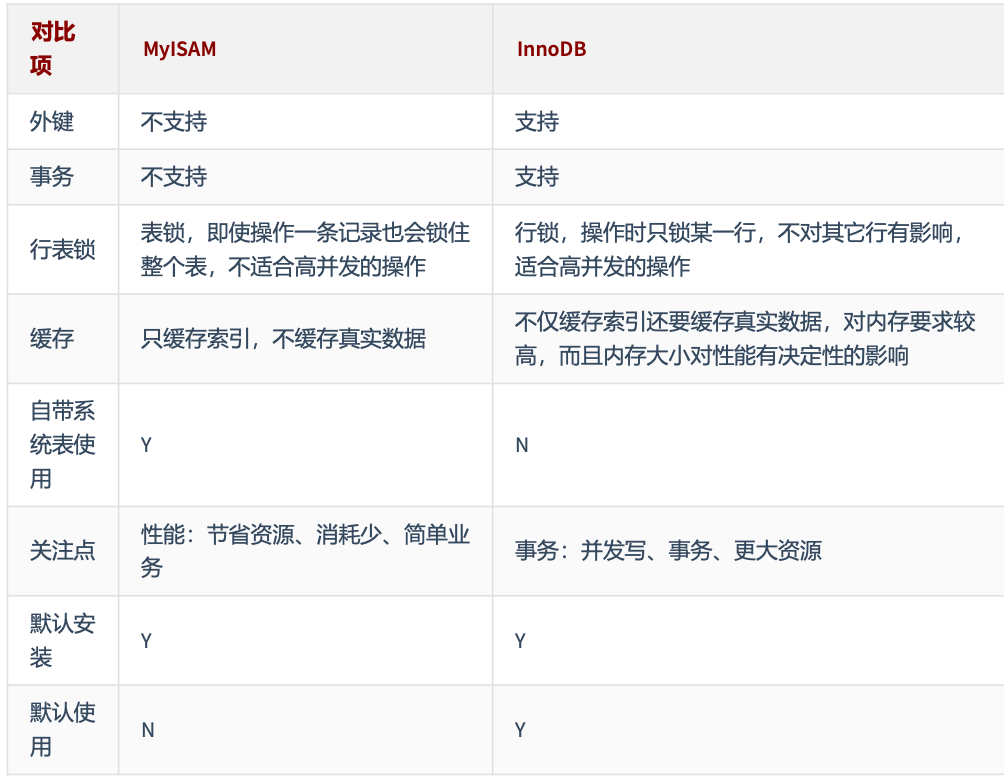 对比
项
MyISAM
InnoDB
外键
不支持
支持
事务
不支持
支持
行表锁
表锁，即使操作一条记录也会锁住
整个表，不适合高并发的操作
行锁，操作时只锁某一行，不对其它行有影响，
适合高并发的操作
缓存
只缓存索引，不缓存真实数据
不仅缓存索引还要缓存真实数据，对内存要求较
高，而且内存大小对性能有决定性的影响
自带系
统表使
用
Y
N
关注点
性能：节省资源、消耗少、简单业
务
事务：并发写、事务、更大资源
默认安
装
Y
Y
默认使
用
N
Y